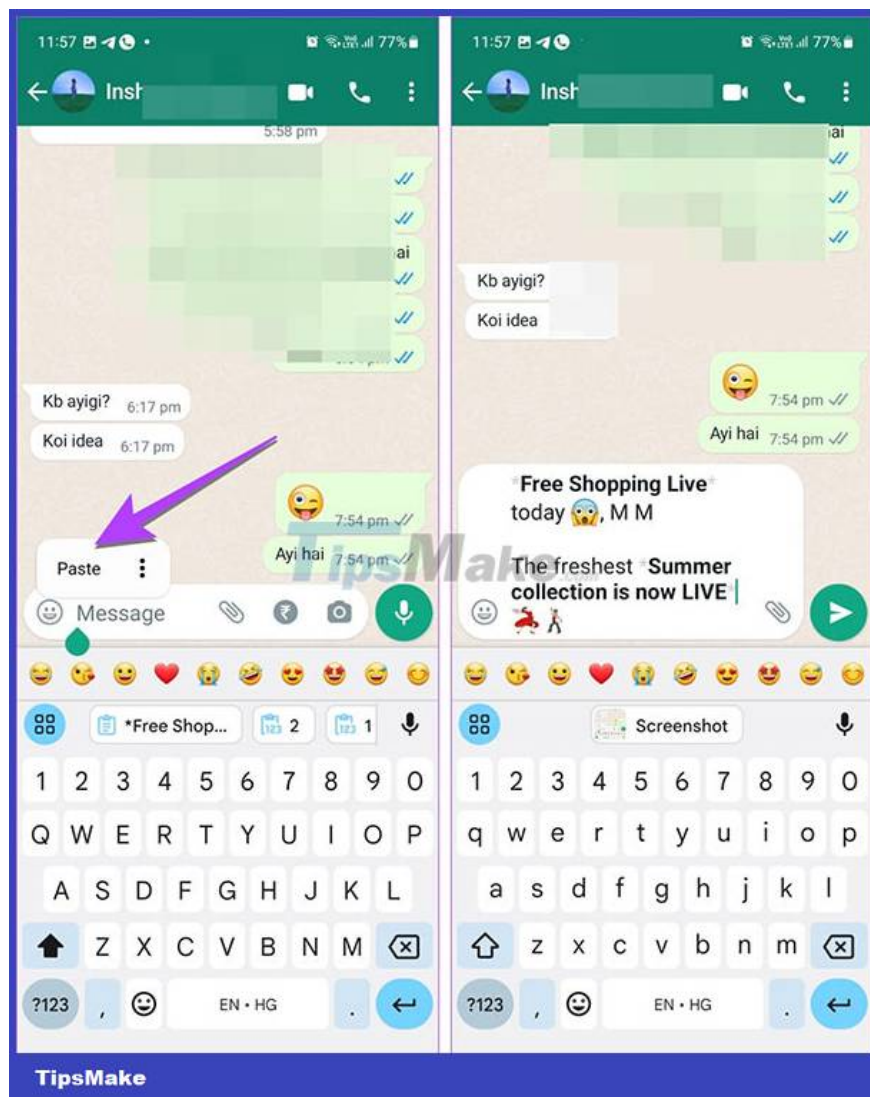 11:57
77%
Insh
5:58 pm
ai
Kb ayigi? 6:17 pm
Koi idea 6:17 pm
7:54 pm
Ayi hai 7:54 pm
Paste
Message
*Free Shop...
123 2
123 1
1 2 3 4 5 6 7 8 9 0
Q W E R T Y U I O P
A S D F G H J K L
Z X C V B N M
?123 , EN • HG .
11:57
77%
Insh
ai
Kb ayigi?
Koi idea
7:54 pm
Ayi hai 7:54 pm
*Free Shopping Live*
today 😱, M M
The freshest *Summer
collection is now LIVE*
Screenshot
1 2 3 4 5 6 7 8 9 0
q w e r t y u i o p
a s d f g h j k l
z x c v b n m
?123 , EN • HG .
TipsMake.com
TipsMake